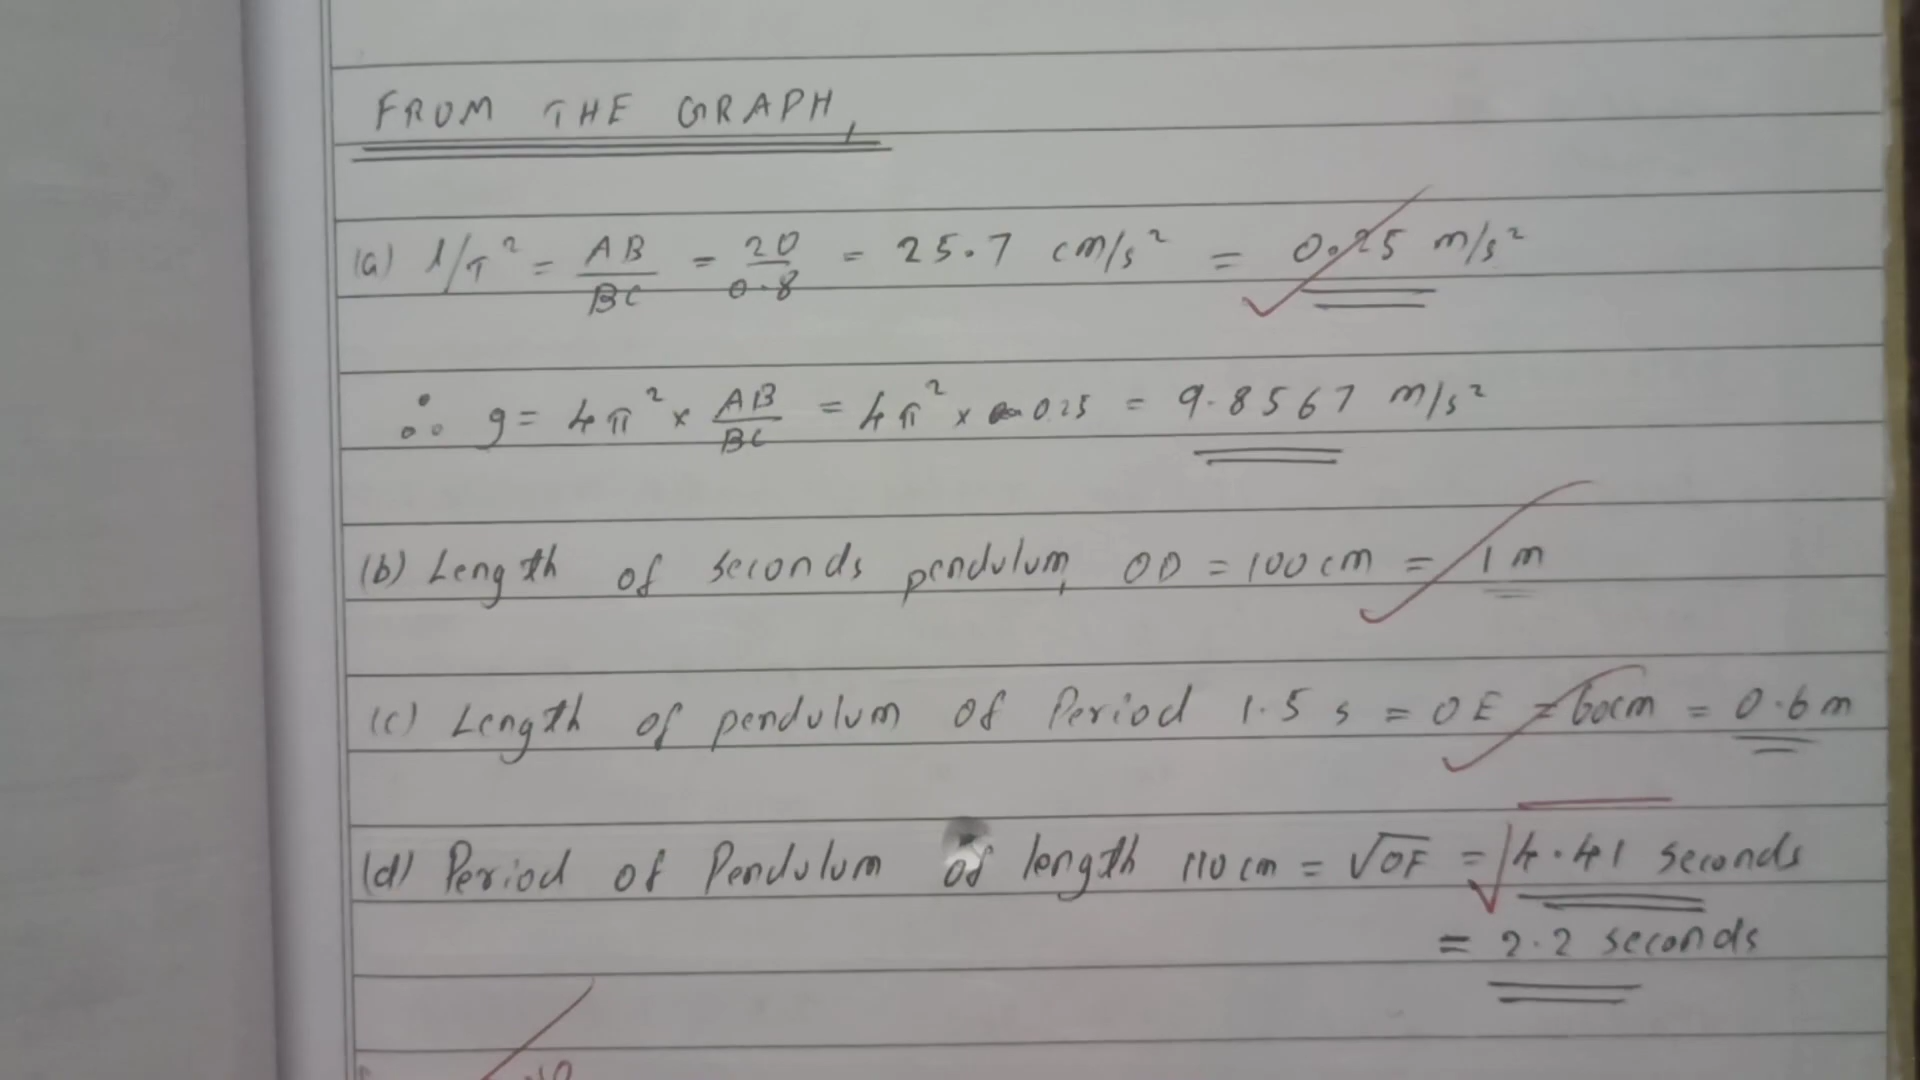 FROM THE GRAPH,
(a) l/T² = AB/BC = 20/0.8 = 25.7 cm/s² = 0.25 m/s²
∴ g = 4π² × AB/BC = 4π² × 0.25 = 9.8567 m/s²
(b) Length of seconds pendulum, OD = 100 cm = 1 m
(c) Length of pendulum of Period 1.5 s = OE = 60cm = 0.6 m
(d) Period of Pendulum of length 110 cm = √OF = √4.41 seconds
= 2.2 seconds